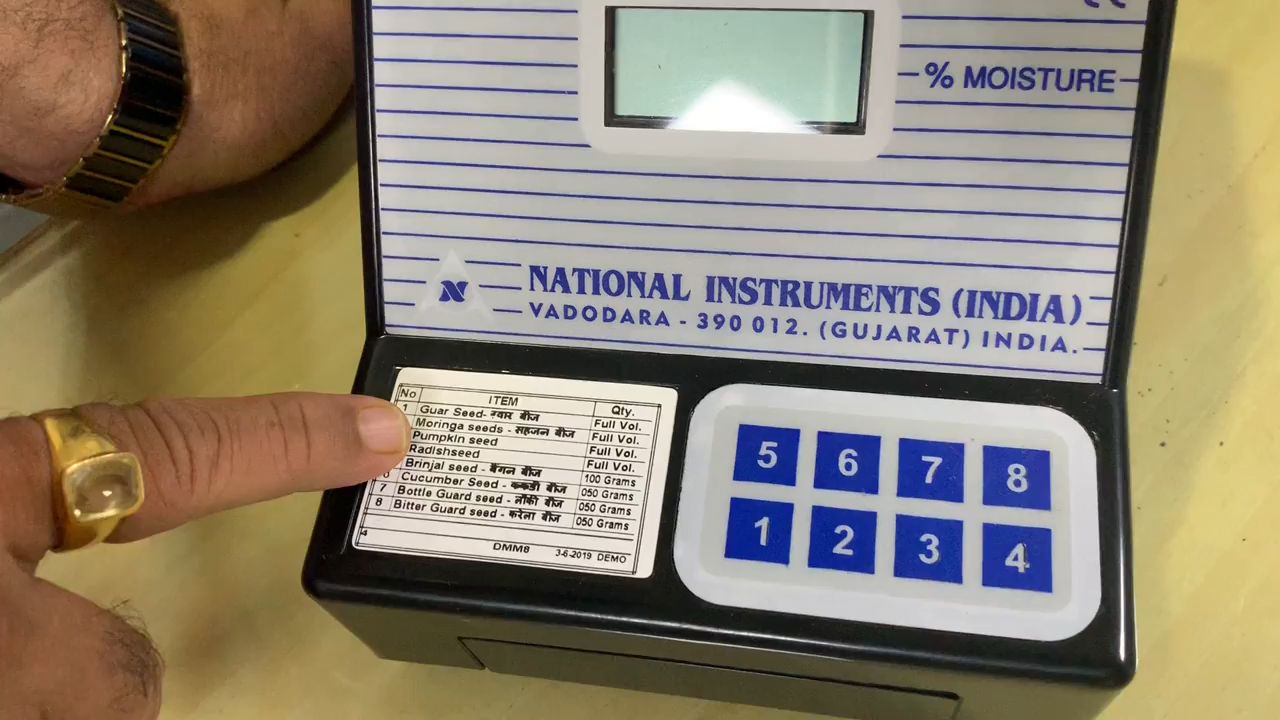 % MOISTURE
NATIONAL INSTRUMENTS (INDIA)
VADODARA - 390 012. (GUJARAT) INDIA.
No ITEM Qty.
1 Guar Seed- ग्वार बीज Full Vol.
Moringa seeds - सहजन बीज Full Vol.
Pumpkin seed Full Vol.
Radishseed Full Vol.
Brinjal seed - बैंगन बीज 100 Grams
6 Cucumber Seed - ककडी बीज 050 Grams
7 Bottle Guard seed - लौकी बीज 050 Grams
8 Bitter Guard seed - करेला बीज 050 Grams
DMM8 3-6-2019 DEMO
5 6 7 8
1 2 3 4